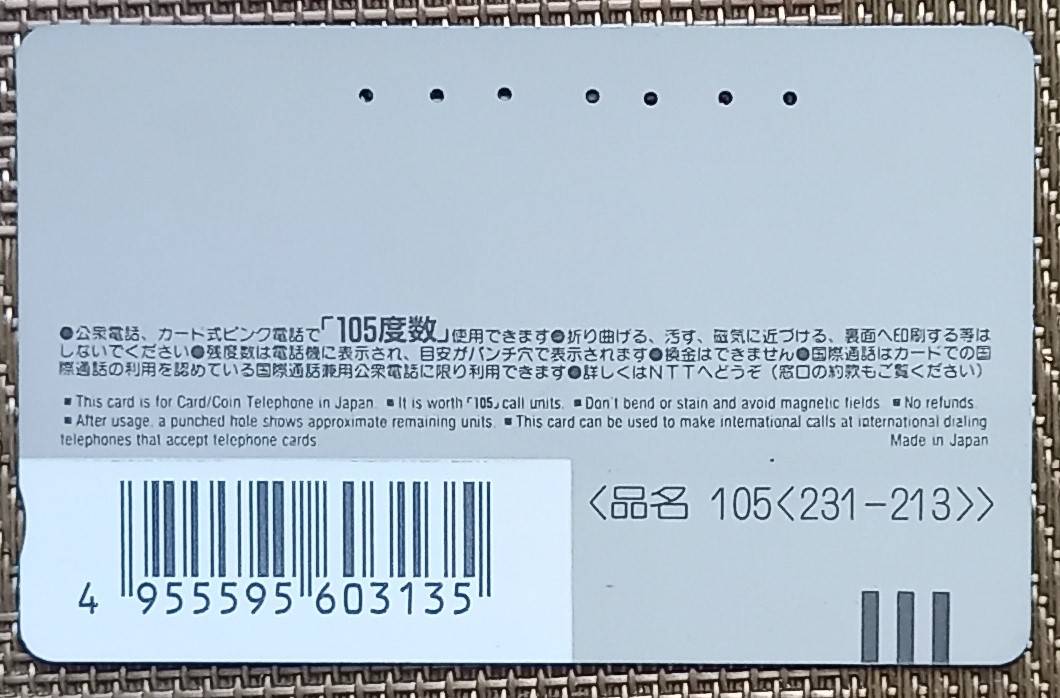 ●公衆電話、カード式ピンク電話で「105度数」使用できます●折り曲げる、汚す、磁気に近づける、裏面へ印刷する等は
しないでください●残度数は電話機に表示され、目安がパンチ穴で表示されます●換金はできません●国際通話はカードでの国
際通話の利用を認めている国際通話兼用公衆電話に限り利用できます●詳しくはNTTへどうぞ（窓口の約款もご覧ください）
■This card is for Card/Coin Telephone in Japan. ■It is worth「105」call units. ■Don't bend or stain and avoid magnetic fields. ■No refunds.
■After usage, a punched hole shows approximate remaining units. ■This card can be used to make international calls at international dialing
telephones that accept telephone cards.
Made in Japan
〈品名 105〈231-213〉〉
4 955595 603135